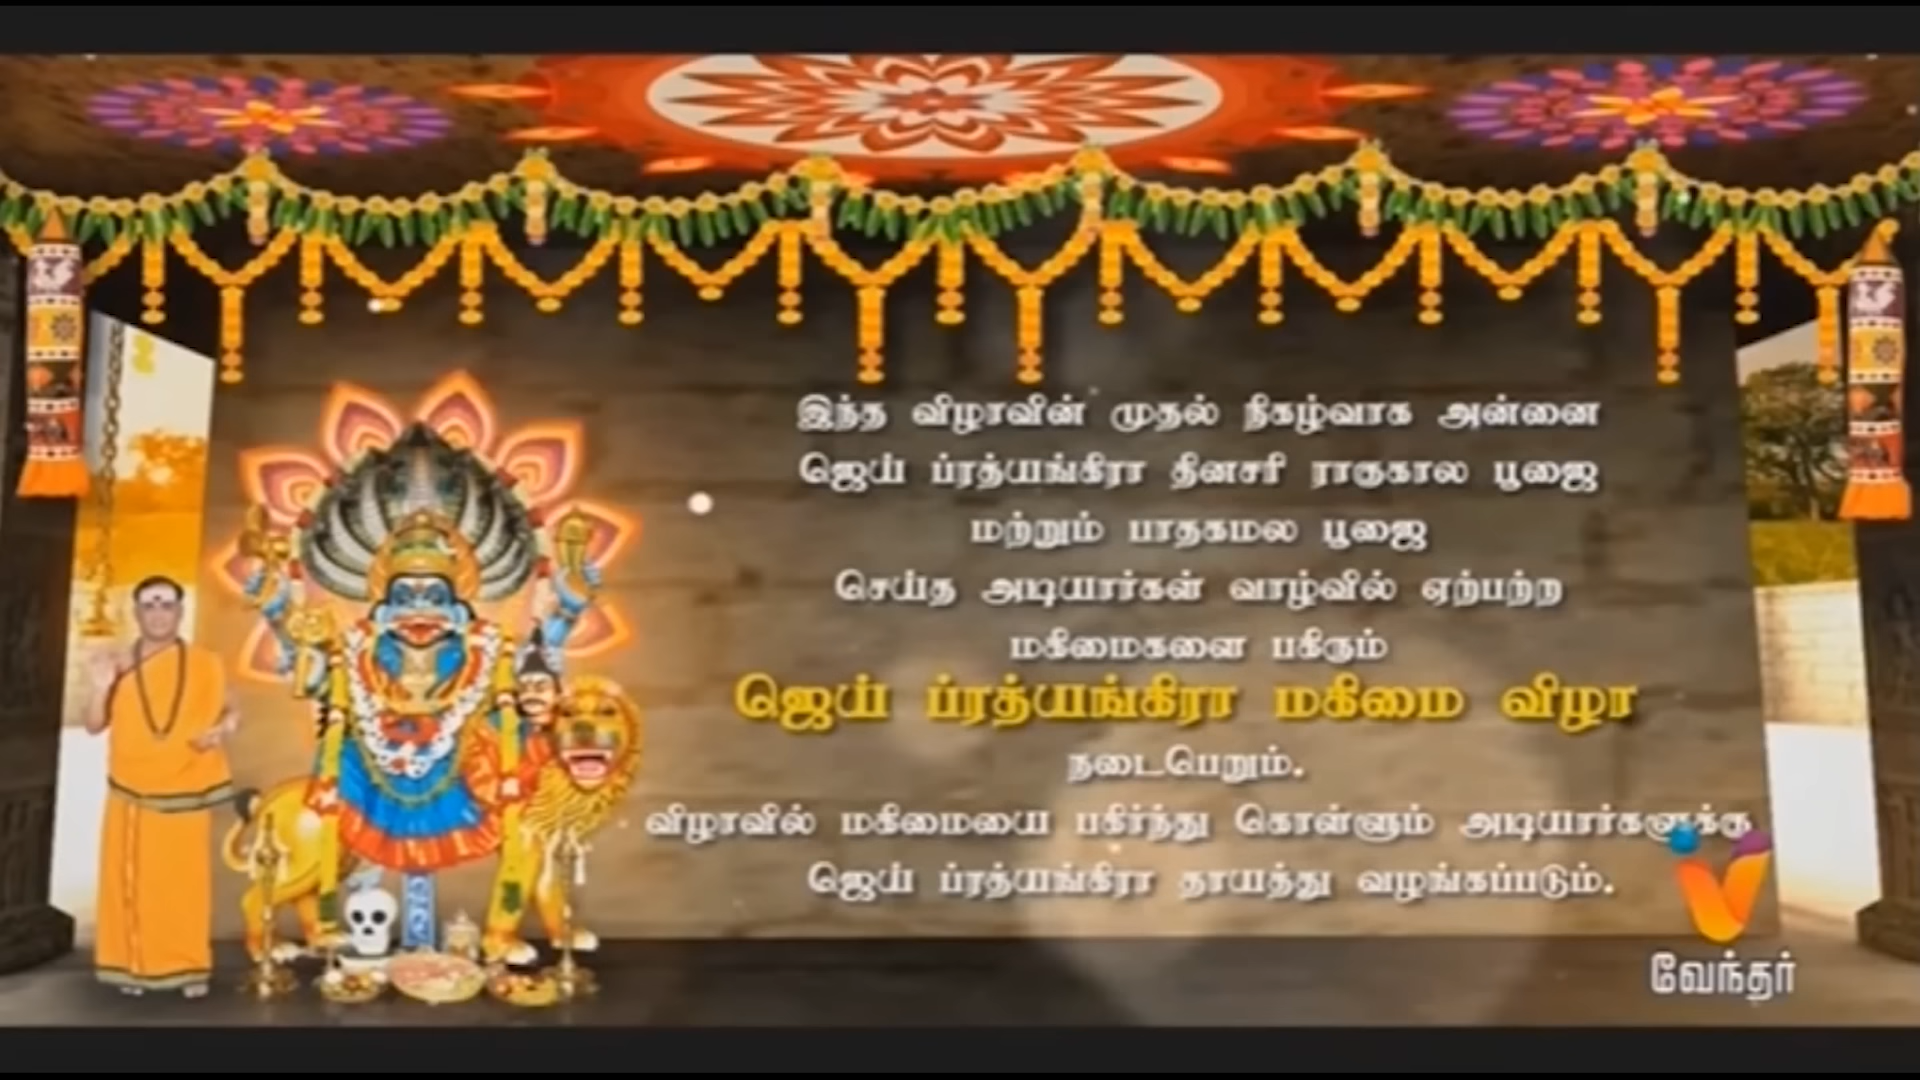 இந்த விழாவின் முதல் நிகழ்வாக அன்னை
ஜெய் ப்ரத்யங்கிரா தினசரி ராகுகால பூஜை
மற்றும் பாதகமல பூஜை
செய்த அடியார்கள் வாழ்வில் ஏற்பற்ற
மகிமைகளை பகிரும்
ஜெய் ப்ரத்யங்கிரா மகிமை விழா
நடைபெறும்.
விழாவில் மகிமையை பகிர்ந்து கொள்ளும் அடியார்களுக்கு
ஜெய் ப்ரத்யங்கிரா தாயத்து வழங்கப்படும்.
வேந்தர்